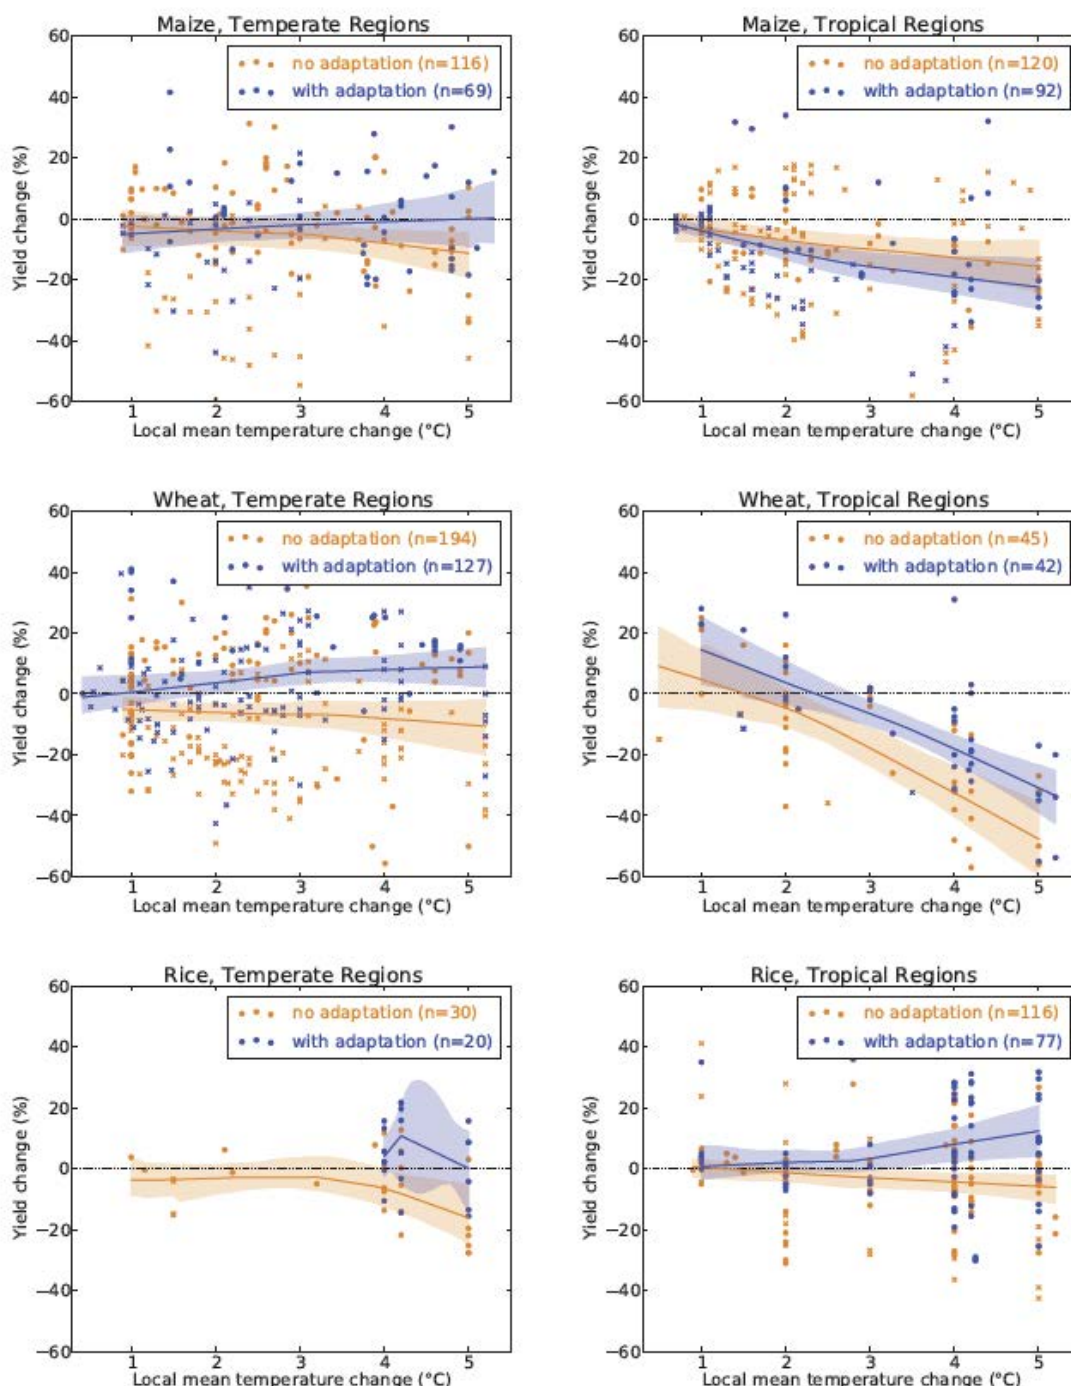 Maize, Temperate Regions
60
40
20
0
−20
−40
−60
Yield change (%)
no adaptation (n=116)
with adaptation (n=69)
1 2 3 4 5
Local mean temperature change (°C)
Maize, Tropical Regions
60
40
20
0
−20
−40
−60
Yield change (%)
no adaptation (n=120)
with adaptation (n=92)
1 2 3 4 5
Local mean temperature change (°C)
Wheat, Temperate Regions
60
40
20
0
−20
−40
−60
Yield change (%)
no adaptation (n=194)
with adaptation (n=127)
1 2 3 4 5
Local mean temperature change (°C)
Wheat, Tropical Regions
60
40
20
0
−20
−40
−60
Yield change (%)
no adaptation (n=45)
with adaptation (n=42)
1 2 3 4 5
Local mean temperature change (°C)
Rice, Temperate Regions
60
40
20
0
−20
−40
−60
Yield change (%)
no adaptation (n=30)
with adaptation (n=20)
1 2 3 4 5
Local mean temperature change (°C)
Rice, Tropical Regions
60
40
20
0
−20
−40
−60
Yield change (%)
no adaptation (n=116)
with adaptation (n=77)
1 2 3 4 5
Local mean temperature change (°C)